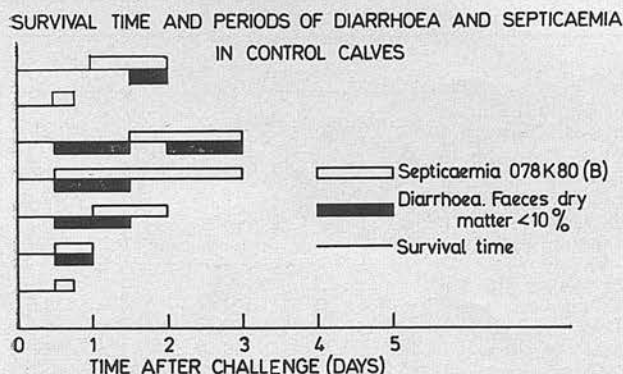 SURVIVAL TIME AND PERIODS OF DIARRHOEA AND SEPTICAEMIA
IN CONTROL CALVES
Septicaemia 078K80 (B)
Diarrhoea. Faeces dry
matter <10%
Survival time
0 1 2 3 4 5
TIME AFTER CHALLENGE (DAYS)